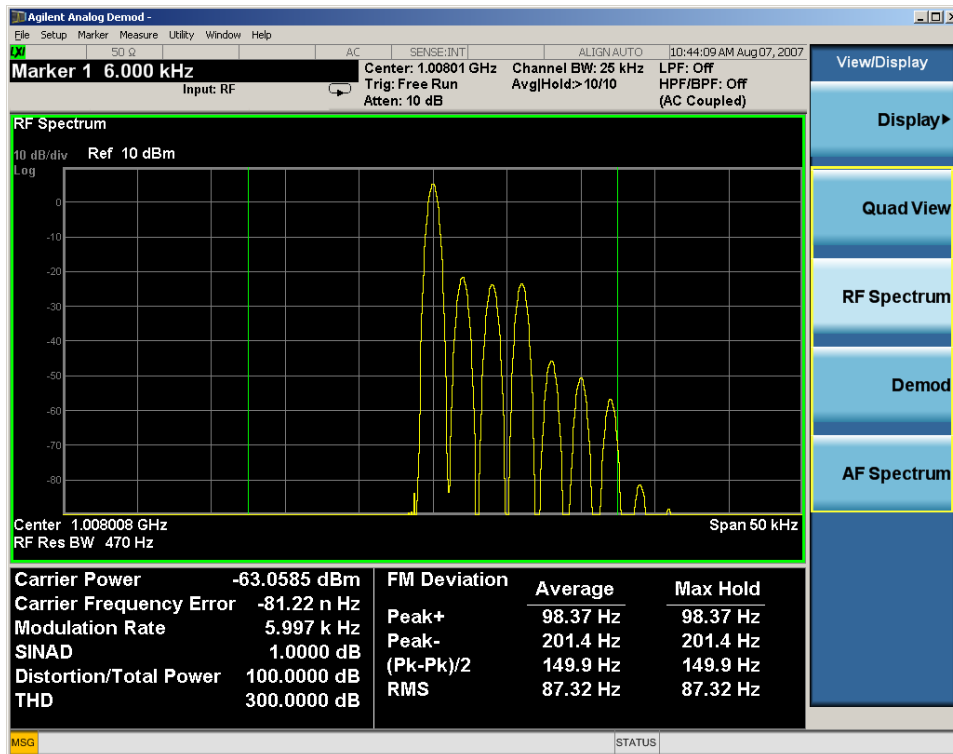 Agilent Analog Demod -
File Setup Marker Measure Utility Window Help
LXI 50 Ω AC SENSE:INT ALIGN AUTO 10:44:09 AM Aug 07, 2007
Marker 1 6.000 kHz
Input: RF
Center: 1.00801 GHz Channel BW: 25 kHz LPF: Off
Trig: Free Run Avg|Hold:>10/10 HPF/BPF: Off
Atten: 10 dB (AC Coupled)
View/Display
Display
Quad View
RF Spectrum
Demod
AF Spectrum
RF Spectrum
10 dB/div Ref 10 dBm
Log
0
-10
-20
-30
-40
-50
-60
-70
-80
Center 1.008008 GHz Span 50 kHz
RF Res BW 470 Hz
Carrier Power -63.0585 dBm
Carrier Frequency Error -81.22 n Hz
Modulation Rate 5.997 k Hz
SINAD 1.0000 dB
Distortion/Total Power 100.0000 dB
THD 300.0000 dB
FM Deviation Average Max Hold
Peak+ 98.37 Hz 98.37 Hz
Peak- 201.4 Hz 201.4 Hz
(Pk-Pk)/2 149.9 Hz 149.9 Hz
RMS 87.32 Hz 87.32 Hz
MSG STATUS